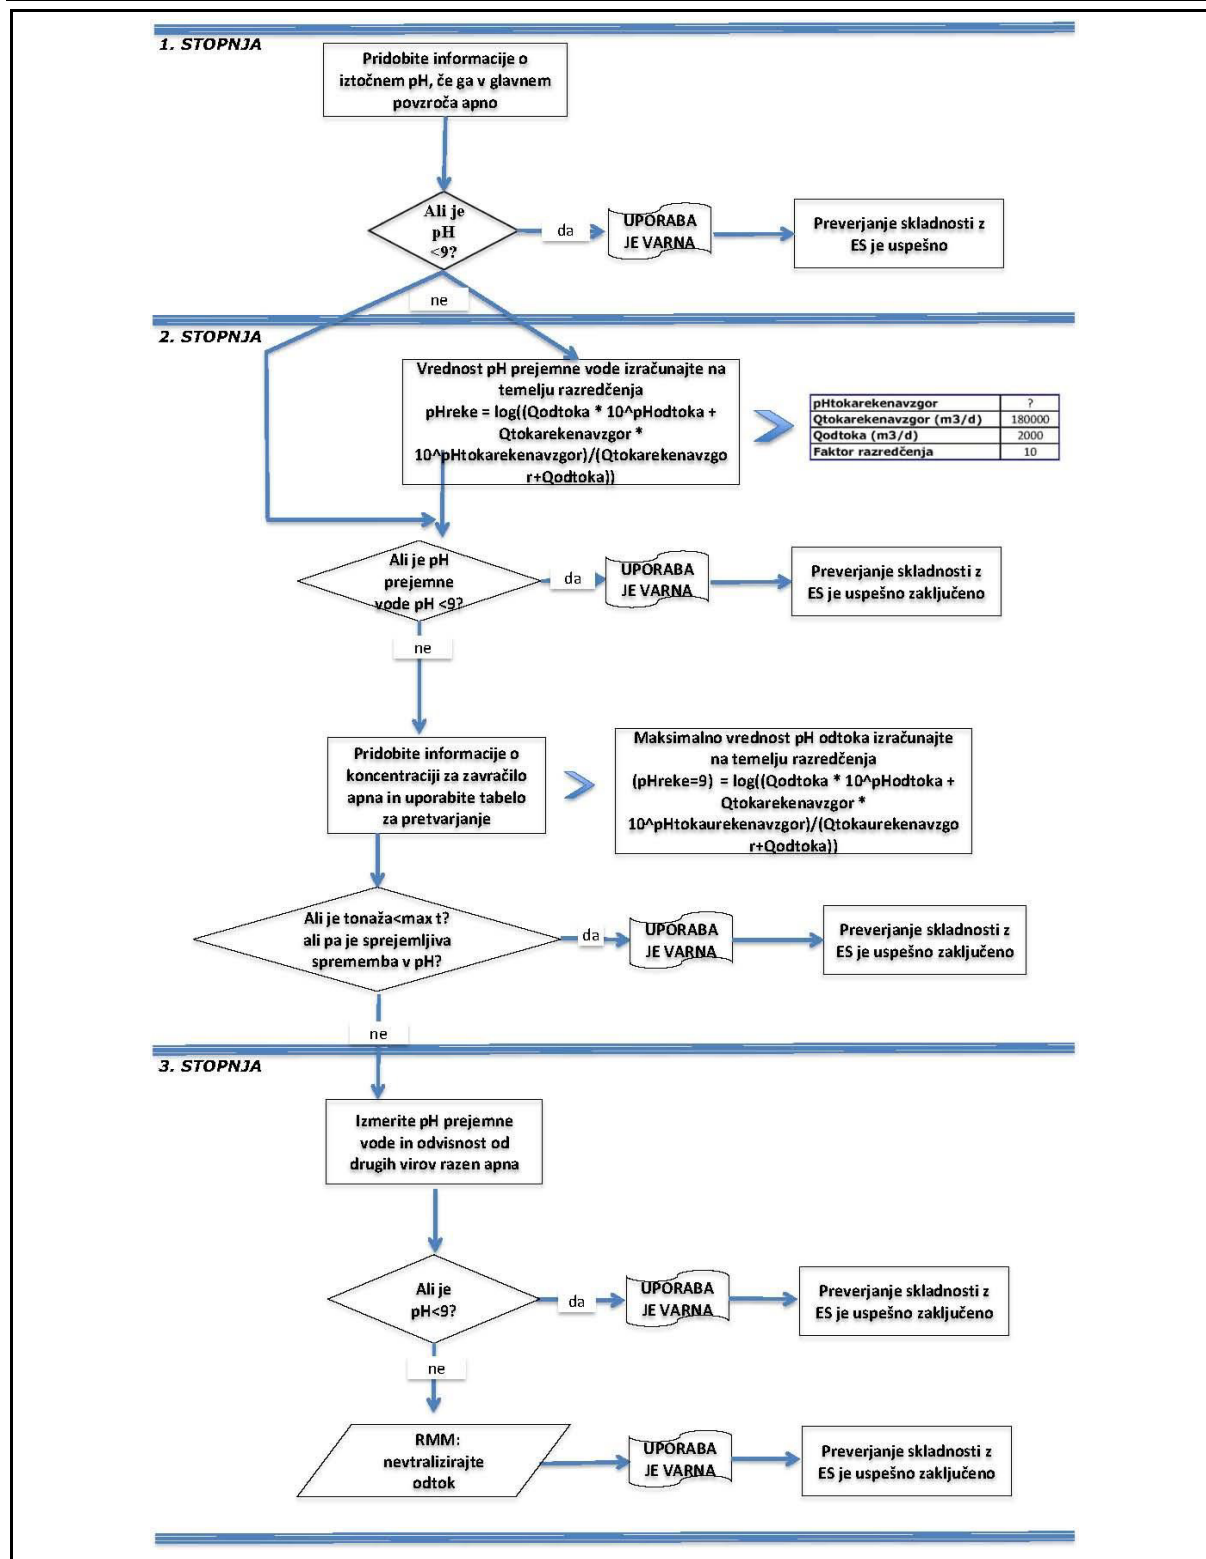 1. STOPNJA
Pridobite informacije o
iztočnem pH, če ga v glavnem
povzroča apno
Ali je
pH
<9?
da
UPORABA
JE VARNA
Preverjanje skladnosti z
ES je uspešno
ne
2. STOPNJA
Vrednost pH prejemne vode izračunajte na
temelju razredčenja
pHreke = log((Qodtoka * 10^pHodtoka +
Qtokarekenavzgor *
10^pHtokarekenavzgor)/(Qtokarekenavzgo
r+Qodtoka))
pHtokarekenavzgor ?
Qtokarekenavzgor (m3/d) 180000
Qodtoka (m3/d) 2000
Faktor razredčenja 10
Ali je pH
prejemne
vode pH <9?
da
UPORABA
JE VARNA
Preverjanje skladnosti z
ES je uspešno zaključeno
ne
Pridobite informacije o
koncentraciji za zavračilo
apna in uporabite tabelo
za pretvarjanje
Maksimalno vrednost pH odtoka izračunajte
na temelju razredčenja
(pHreke=9) = log((Qodtoka * 10^pHodtoka +
Qtokarekenavzgor *
10^pHtokaurekenavzgor)/(Qtokaurekenavzgo
r+Qodtoka))
Ali je tonaža<max t?
ali pa je sprejemljiva
sprememba v pH?
da
UPORABA
JE VARNA
Preverjanje skladnosti z
ES je uspešno zaključeno
ne
3. STOPNJA
Izmerite pH prejemne
vode in odvisnost od
drugih virov razen apna
Ali je
pH<9?
da
UPORABA
JE VARNA
Preverjanje skladnosti z
ES je uspešno zaključeno
ne
RMM:
nevtralizirajte
odtok
UPORABA
JE VARNA
Preverjanje skladnosti z
ES je uspešno zaključeno